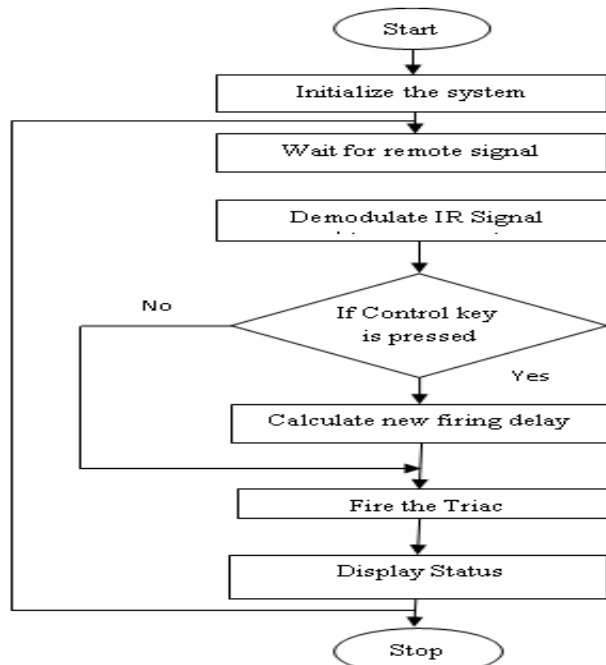 Start
Initialize the system
Wait for remote signal
Demodulate IR Signal
If Control key
is pressed
No
Yes
Calculate new firing delay
Fire the Triac
Display Status
Stop